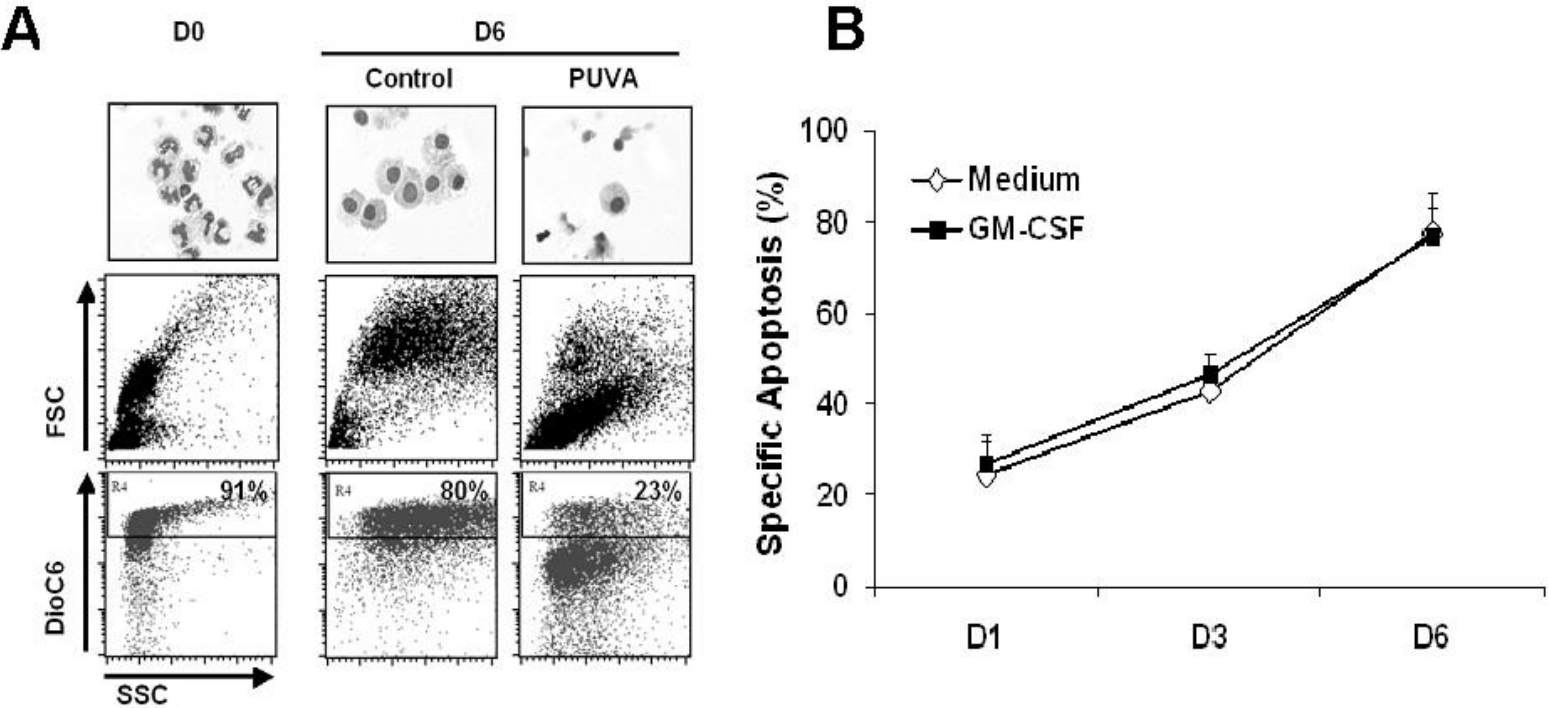 A
D0
D6
Control
PUVA
FSC
R4
91%
R4
80%
R4
23%
DioC6
SSC
B
Specific Apoptosis (%)
100
80
60
40
20
0
Medium
GM-CSF
D1
D3
D6